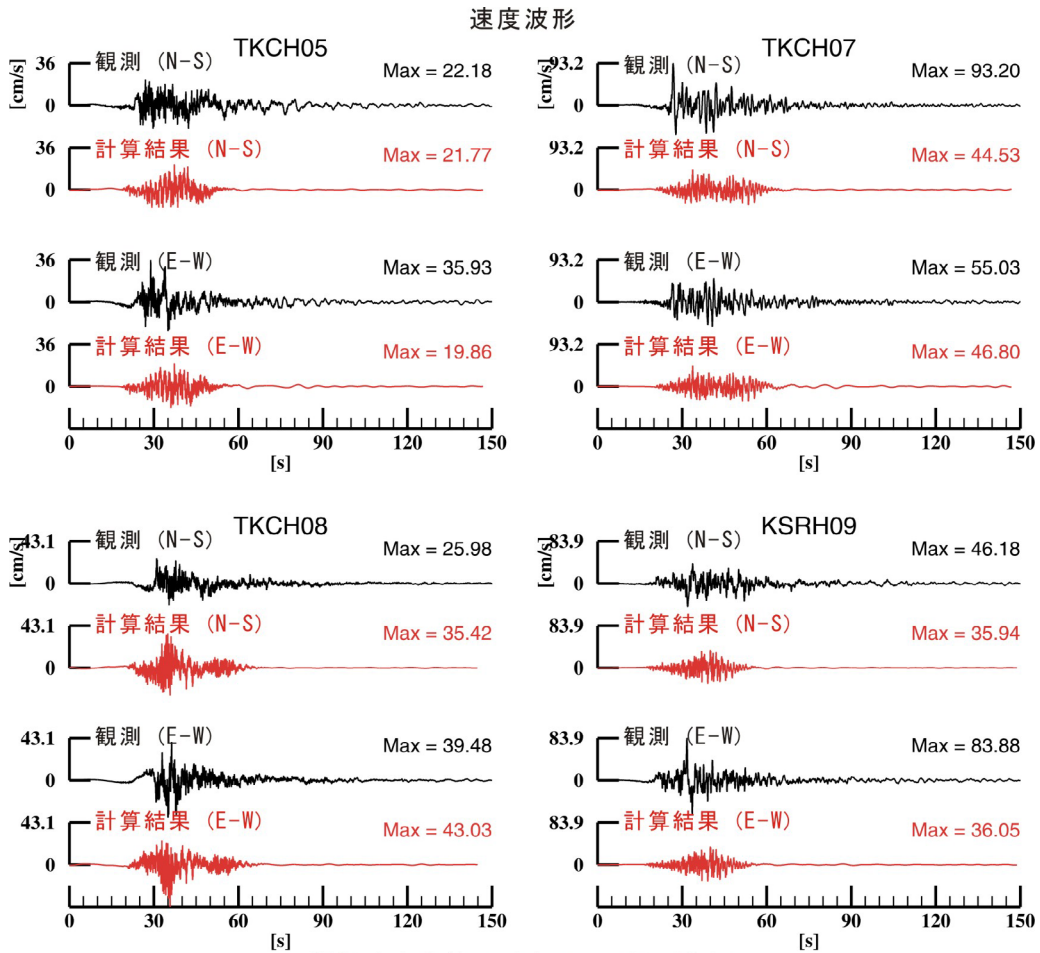 速度波形
TKCH05
[cm/s]
36
観測 (N-S)
Max = 22.18
0
36
計算結果 (N-S)
Max = 21.77
0
36
観測 (E-W)
Max = 35.93
0
36
計算結果 (E-W)
Max = 19.86
0
0 30 60 90 120 150
[s]
TKCH07
[cm/s]
93.2
観測 (N-S)
Max = 93.20
0
93.2
計算結果 (N-S)
Max = 44.53
0
93.2
観測 (E-W)
Max = 55.03
0
93.2
計算結果 (E-W)
Max = 46.80
0
0 30 60 90 120 150
[s]
TKCH08
[cm/s]
43.1
観測 (N-S)
Max = 25.98
0
43.1
計算結果 (N-S)
Max = 35.42
0
43.1
観測 (E-W)
Max = 39.48
0
43.1
計算結果 (E-W)
Max = 43.03
0
0 30 60 90 120 150
[s]
KSRH09
[cm/s]
83.9
観測 (N-S)
Max = 46.18
0
83.9
計算結果 (N-S)
Max = 35.94
0
83.9
観測 (E-W)
Max = 83.88
0
83.9
計算結果 (E-W)
Max = 36.05
0
0 30 60 90 120 150
[s]